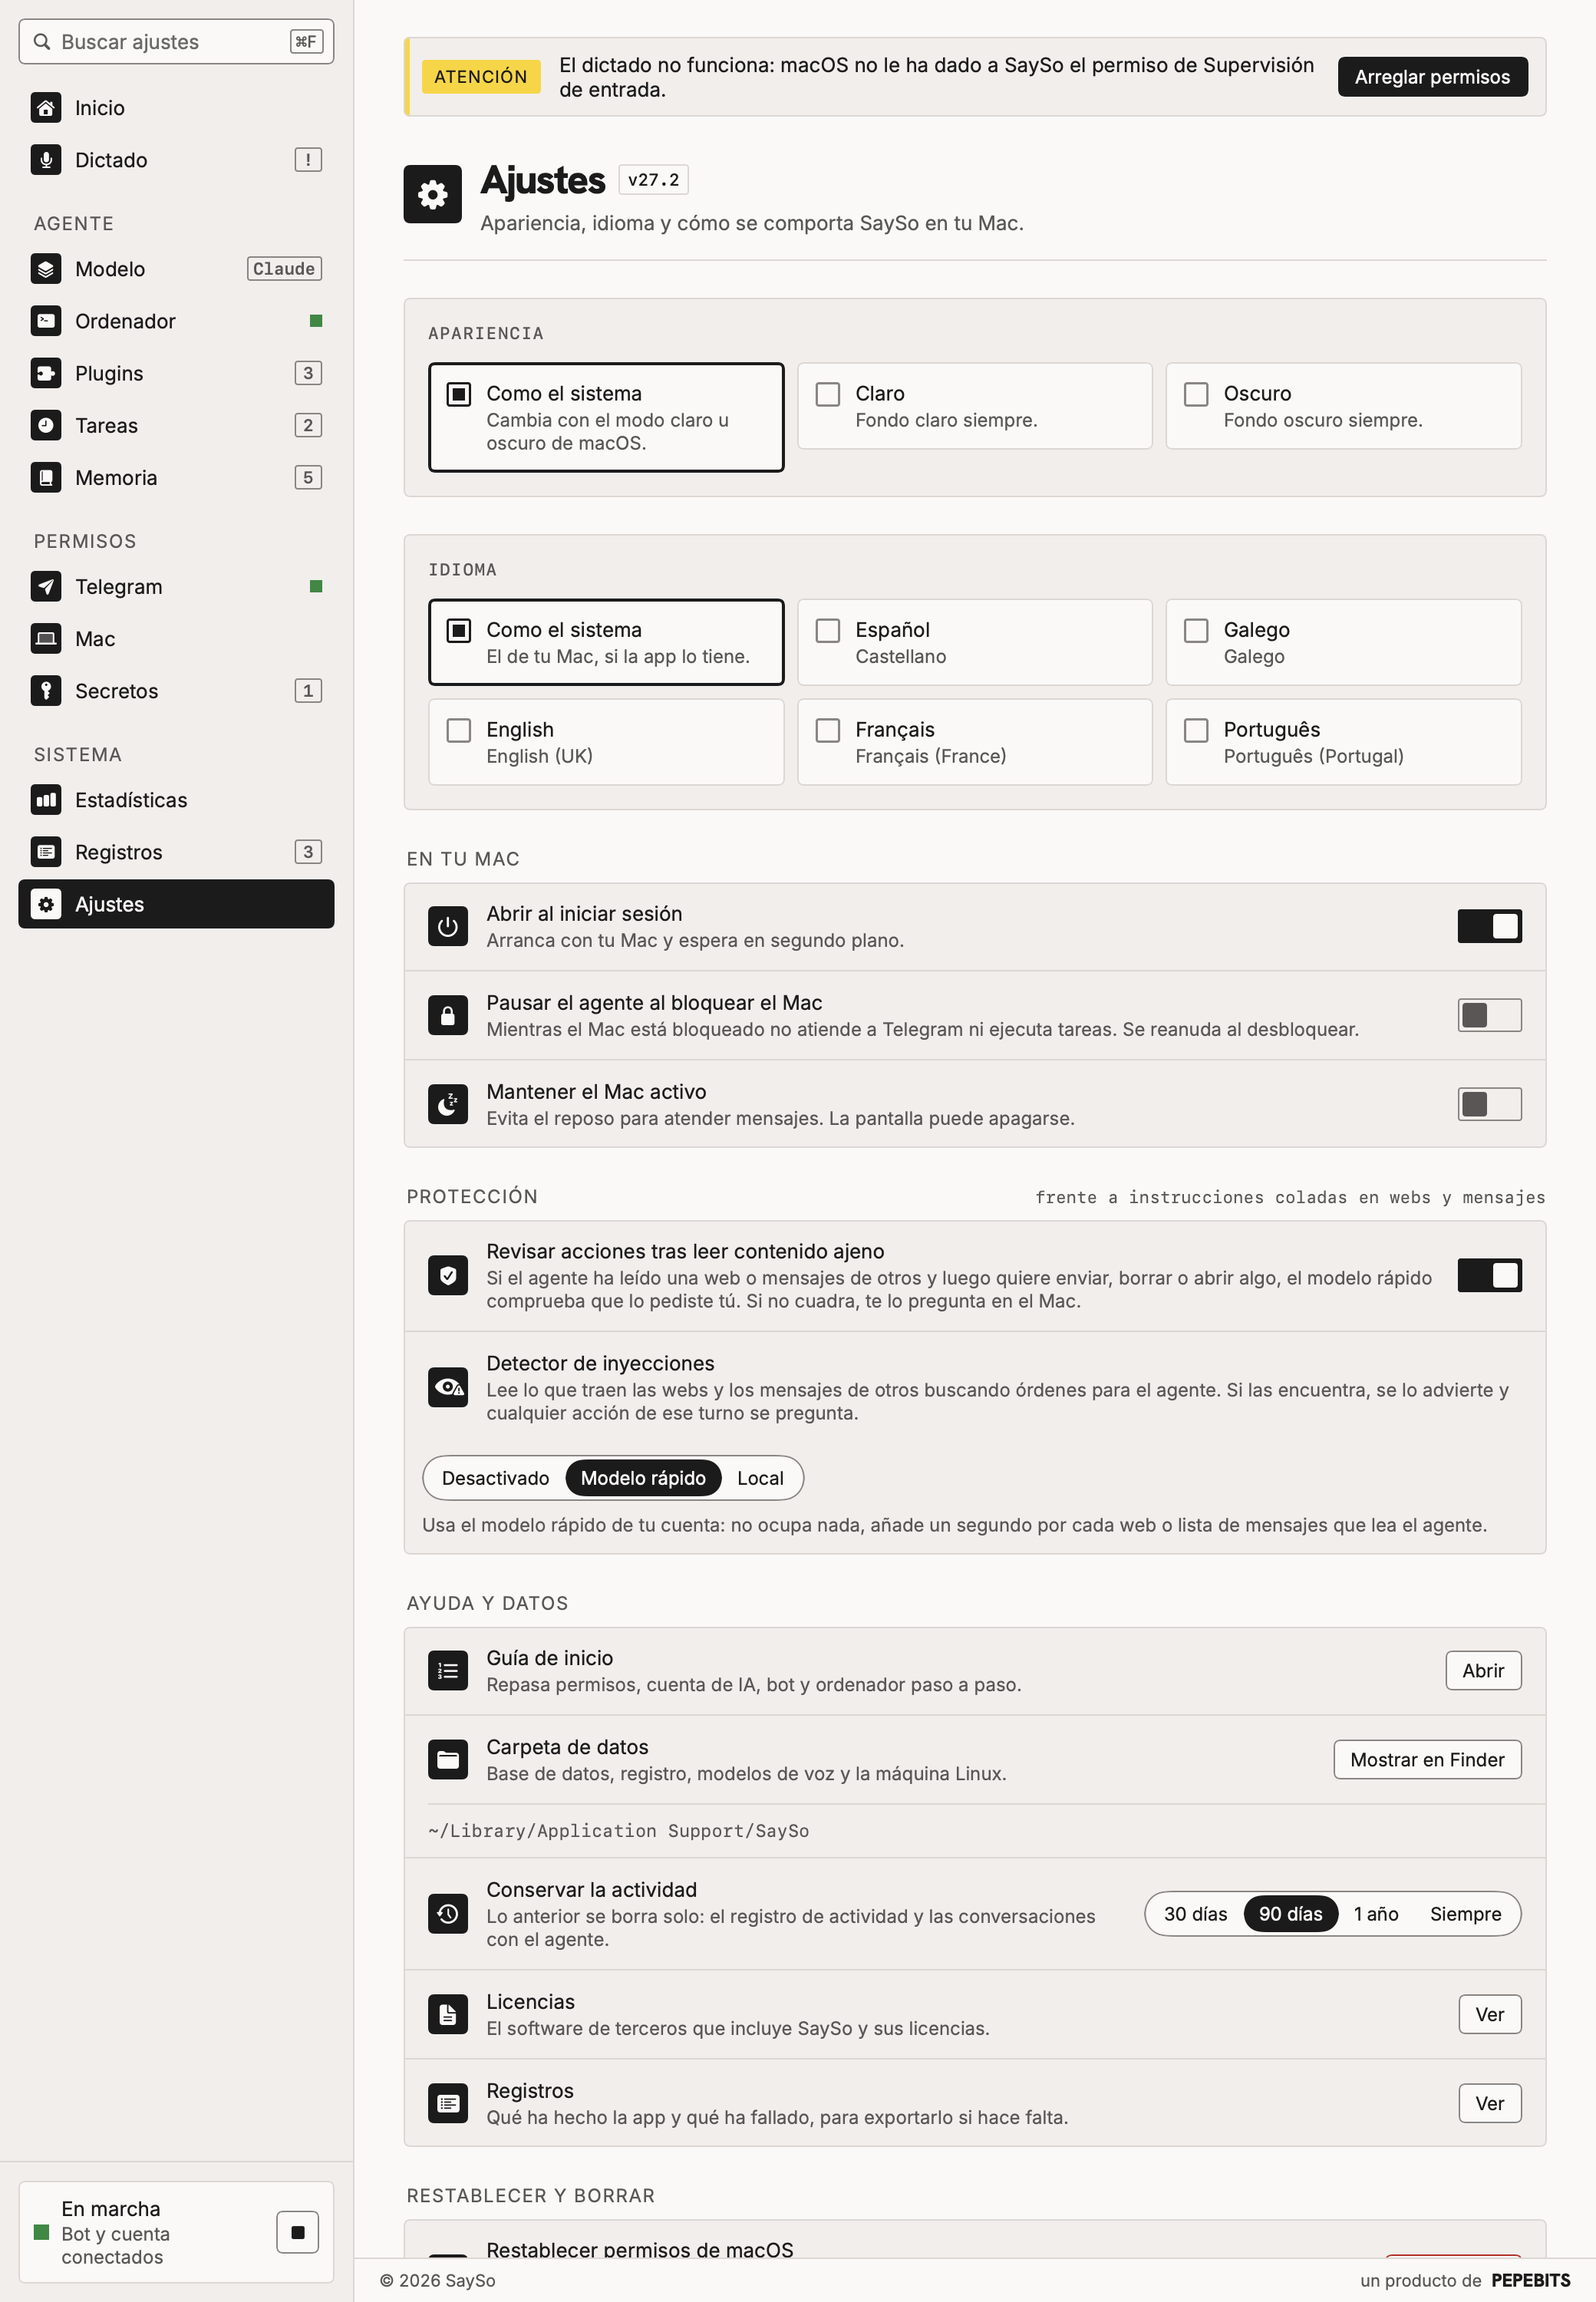 Buscar ajustes
⌘F
Inicio
Dictado
!
AGENTE
Modelo
Claude
Ordenador
Plugins
3
Tareas
2
Memoria
5
PERMISOS
Telegram
Mac
Secretos
1
SISTEMA
Estadísticas
Registros
3
Ajustes
En marcha
Bot y cuenta
conectados
ATENCIÓN
El dictado no funciona: macOS no le ha dado a SaySo el permiso de Supervisión
de entrada.
Arreglar permisos
Ajustes
v27.2
Apariencia, idioma y cómo se comporta SaySo en tu Mac.
APARIENCIA
Como el sistema
Cambia con el modo claro u
oscuro de macOS.
Claro
Fondo claro siempre.
Oscuro
Fondo oscuro siempre.
IDIOMA
Como el sistema
El de tu Mac, si la app lo tiene.
Español
Castellano
Galego
Galego
English
English (UK)
Français
Français (France)
Português
Português (Portugal)
EN TU MAC
Abrir al iniciar sesión
Arranca con tu Mac y espera en segundo plano.
Pausar el agente al bloquear el Mac
Mientras el Mac está bloqueado no atiende a Telegram ni ejecuta tareas. Se reanuda al desbloquear.
Mantener el Mac activo
Evita el reposo para atender mensajes. La pantalla puede apagarse.
PROTECCIÓN
frente a instrucciones coladas en webs y mensajes
Revisar acciones tras leer contenido ajeno
Si el agente ha leído una web o mensajes de otros y luego quiere enviar, borrar o abrir algo, el modelo rápido
comprueba que lo pediste tú. Si no cuadra, te lo pregunta en el Mac.
Detector de inyecciones
Lee lo que traen las webs y los mensajes de otros buscando órdenes para el agente. Si las encuentra, se lo advierte y
cualquier acción de ese turno se pregunta.
Desactivado
Modelo rápido
Local
Usa el modelo rápido de tu cuenta: no ocupa nada, añade un segundo por cada web o lista de mensajes que lea el agente.
AYUDA Y DATOS
Guía de inicio
Repasa permisos, cuenta de IA, bot y ordenador paso a paso.
Abrir
Carpeta de datos
Base de datos, registro, modelos de voz y la máquina Linux.
Mostrar en Finder
~/Library/Application Support/SaySo
Conservar la actividad
Lo anterior se borra solo: el registro de actividad y las conversaciones
con el agente.
30 días
90 días
1 año
Siempre
Licencias
El software de terceros que incluye SaySo y sus licencias.
Ver
Registros
Qué ha hecho la app y qué ha fallado, para exportarlo si hace falta.
Ver
RESTABLECER Y BORRAR
Restablecer permisos de macOS
© 2026 SaySo
un producto de PEPEBITS